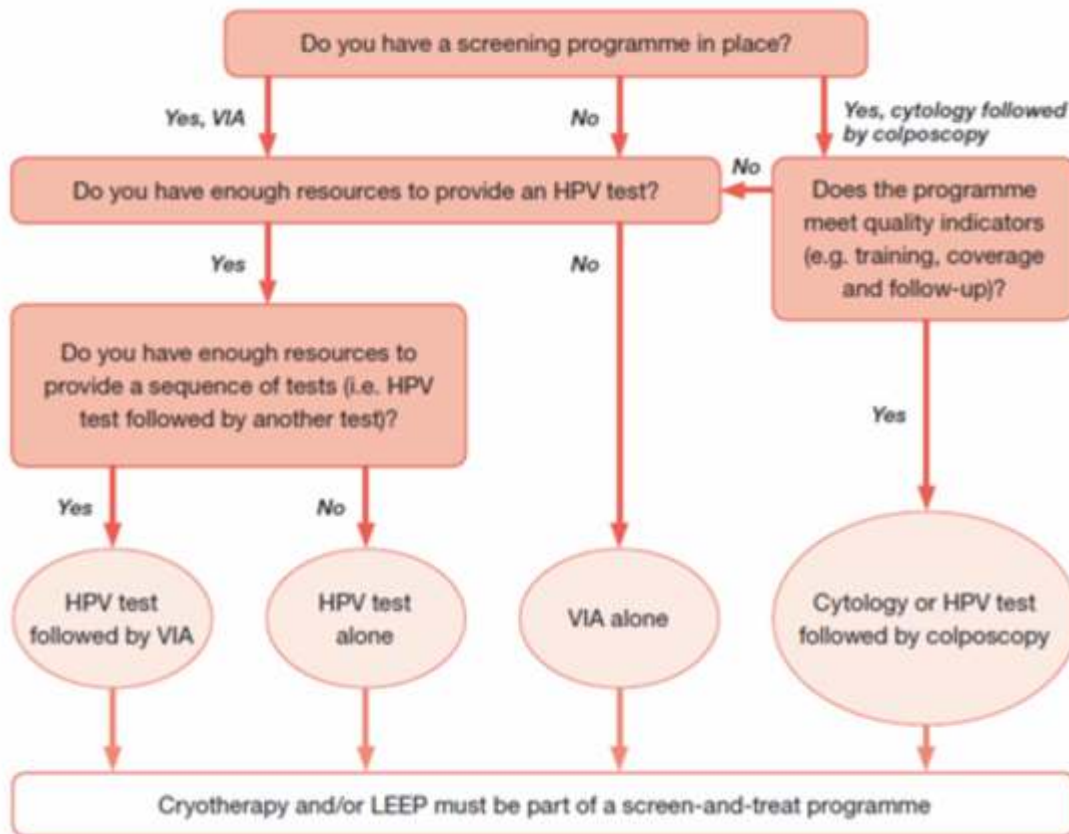 Do you have a screening programme in place?
Yes, VIA
No
Yes, cytology followed
by colposcopy
Do you have enough resources to provide an HPV test?
No
Does the programme
meet quality indicators
(e.g. training, coverage
and follow-up)?
Yes
No
Do you have enough resources to
provide a sequence of tests (i.e. HPV
test followed by another test)?
Yes
Yes
No
HPV test
followed by VIA
HPV test
alone
VIA alone
Cytology or HPV test
followed by colposcopy
Cryotherapy and/or LEEP must be part of a screen-and-treat programme